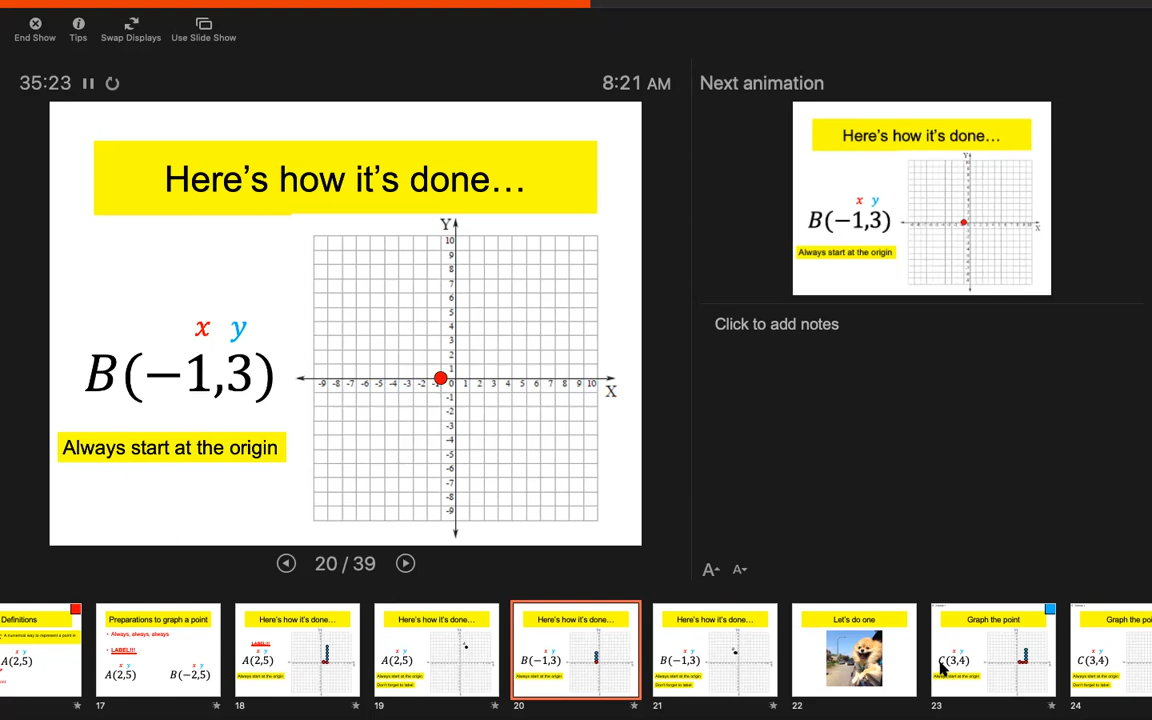 End Show
Tips
Swap Displays
Use Slide Show
35:23
8:21 AM
Next animation
Here's how it's done…
x y
B(−1,3)
Always start at the origin
Y
10
9
8
7
6
5
4
3
2
1
-9 -8 -7 -6 -5 -4 -3 -2 -1 0 1 2 3 4 5 6 7 8 9 10
X
-1
-2
-3
-4
-5
-6
-7
-8
-9
Here's how it's done…
x y
B(−1,3)
Always start at the origin
Y
X
Click to add notes
20 / 39
Definitions
A numerical way to represent a point
A(2,5)
Preparations to graph a point
• Always, always, always
• LABEL!!!
x y
A(2,5)
x y
B(−2,5)
17
Here's how it's done…
LABEL!!!
x y
A(2,5)
Always start at the origin
18
Here's how it's done…
x y
A(2,5)
Always start at the origin
Don't forget to label.
19
Here's how it's done…
x y
B(−1,3)
Always start at the origin
20
Here's how it's done…
x y
B(−1,3)
Always start at the origin
Don't forget to label.
21
Let's do one
22
Graph the point
x y
C(3,4)
Always start at the origin
23
Graph the poi
x y
C(3,4)
Always start at the origin
Don't forget to label.
24